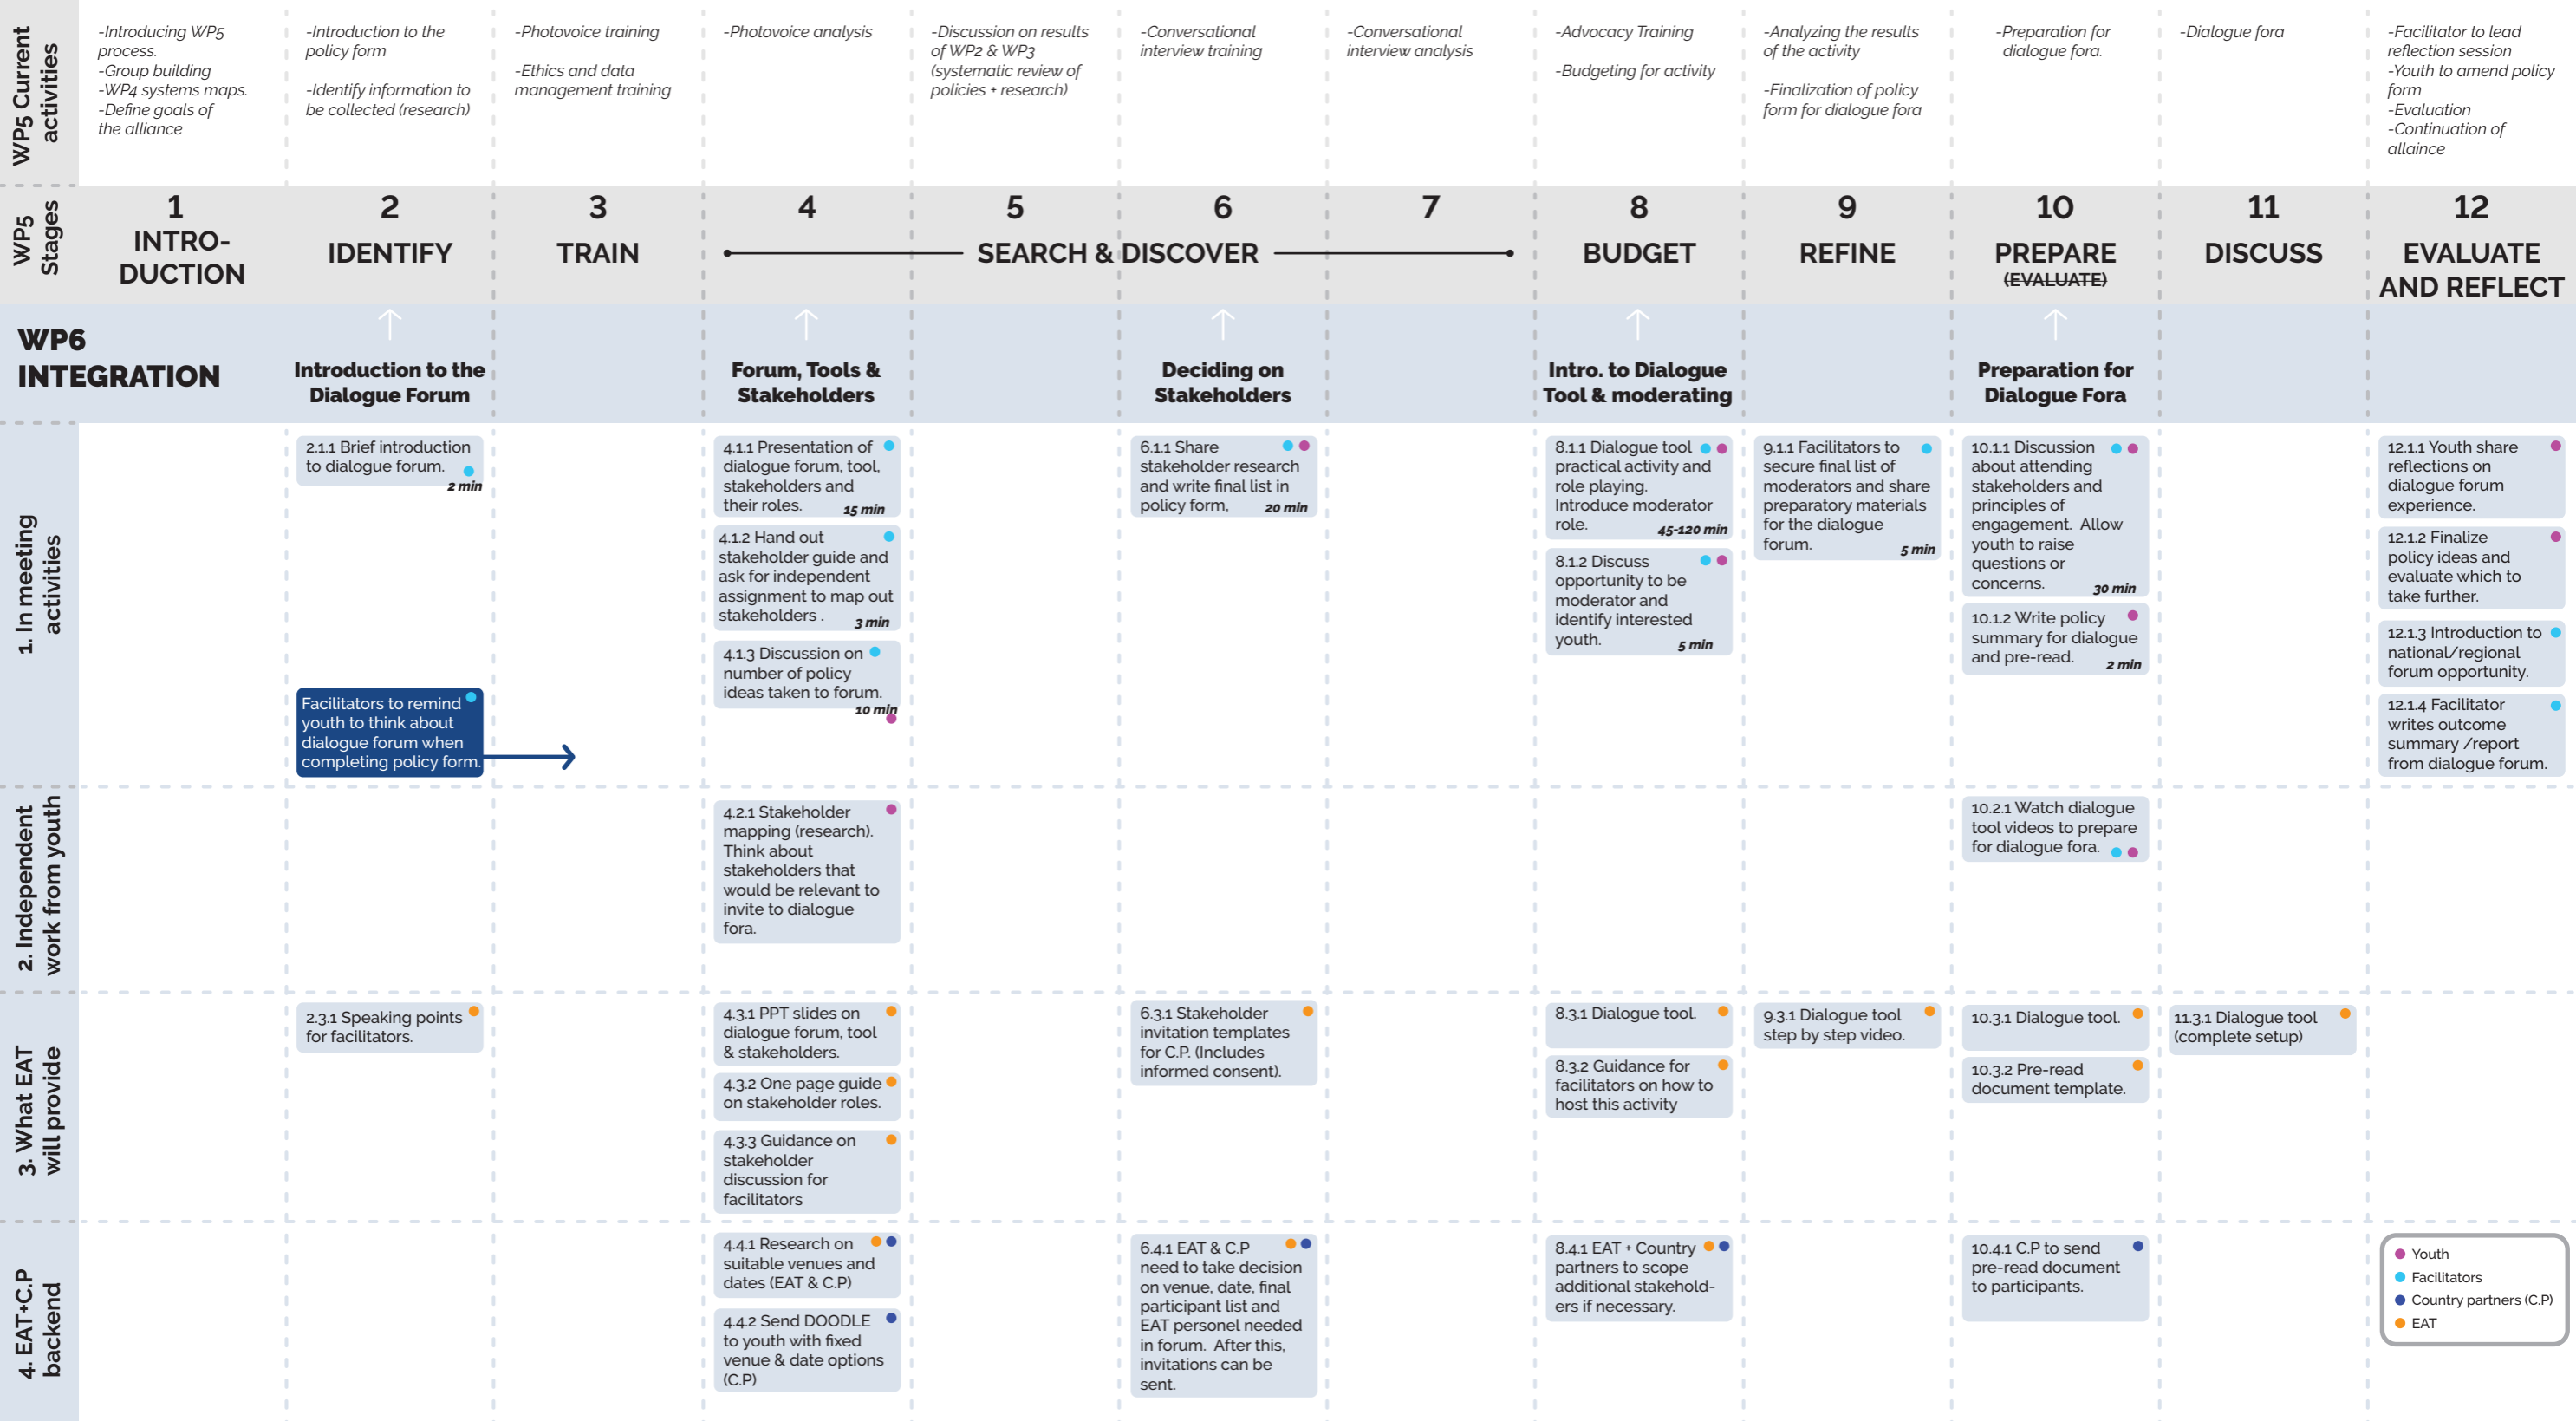 WP5 Current
activities
-Introducing WP5
process.
-Group building
-WP4 systems maps.
-Define goals of
the alliance
-Introduction to the
policy form
-Identify information to
be collected (research)
-Photovoice training
-Ethics and data
management training
-Photovoice analysis
-Discussion on results
of WP2 & WP3
(systematic review of
policies + research)
-Conversational
interview training
-Conversational
interview analysis
-Advocacy Training
-Budgeting for activity
-Analyzing the results
of the activity
-Finalization of policy
form for dialogue fora
-Preparation for
dialogue fora.
-Dialogue fora
-Facilitator to lead
reflection session
-Youth to amend policy
form
-Evaluation
-Continuation of
allaince
WP5
Stages
1
INTRO-
DUCTION
2
IDENTIFY
3
TRAIN
4
5
6
7
SEARCH & DISCOVER
8
BUDGET
9
REFINE
10
PREPARE
(EVALUATE)
11
DISCUSS
12
EVALUATE
AND REFLECT
WP6
INTEGRATION
Introduction to the
Dialogue Forum
Forum, Tools &
Stakeholders
Deciding on
Stakeholders
Intro. to Dialogue
Tool & moderating
Preparation for
Dialogue Fora
1. In meeting
activities
2.1.1 Brief introduction
to dialogue forum.
2 min
Facilitators to remind
youth to think about
dialogue forum when
completing policy form.
4.1.1 Presentation of
dialogue forum, tool,
stakeholders and
their roles.
15 min
4.1.2 Hand out
stakeholder guide and
ask for independent
assignment to map out
stakeholders .
3 min
4.1.3 Discussion on
number of policy
ideas taken to forum.
10 min
6.1.1 Share
stakeholder research
and write final list in
policy form,
20 min
8.1.1 Dialogue tool
practical activity and
role playing.
Introduce moderator
role.
45-120 min
8.1.2 Discuss
opportunity to be
moderator and
identify interested
youth.
5 min
9.1.1 Facilitators to
secure final list of
moderators and share
preparatory materials
for the dialogue
forum.
5 min
10.1.1 Discussion
about attending
stakeholders and
principles of
engagement. Allow
youth to raise
questions or
concerns.
30 min
10.1.2 Write policy
summary for dialogue
and pre-read.
2 min
12.1.1 Youth share
reflections on
dialogue forum
experience.
12.1.2 Finalize
policy ideas and
evaluate which to
take further.
12.1.3 Introduction to
national/regional
forum opportunity.
12.1.4 Facilitator
writes outcome
summary /report
from dialogue forum.
2. Independent
work from youth
4.2.1 Stakeholder
mapping (research).
Think about
stakeholders that
would be relevant to
invite to dialogue
fora.
10.2.1 Watch dialogue
tool videos to prepare
for dialogue fora.
3. What EAT
will provide
2.3.1 Speaking points
for facilitators.
4.3.1 PPT slides on
dialogue forum, tool
& stakeholders.
4.3.2 One page guide
on stakeholder roles.
4.3.3 Guidance on
stakeholder
discussion for
facilitators
6.3.1 Stakeholder
invitation templates
for C.P. (Includes
informed consent).
8.3.1 Dialogue tool.
8.3.2 Guidance for
facilitators on how to
host this activity
9.3.1 Dialogue tool
step by step video.
10.3.1 Dialogue tool.
10.3.2 Pre-read
document template.
11.3.1 Dialogue tool
(complete setup)
4. EAT+C.P
backend
4.4.1 Research on
suitable venues and
dates (EAT & C.P)
4.4.2 Send DOODLE
to youth with fixed
venue & date options
(C.P)
6.4.1 EAT & C.P
need to take decision
on venue, date, final
participant list and
EAT personel needed
in forum. After this,
invitations can be
sent.
8.4.1 EAT + Country
partners to scope
additional stakehold-
ers if necessary.
10.4.1 C.P to send
pre-read document
to participants.
Youth
Facilitators
Country partners (C.P)
EAT